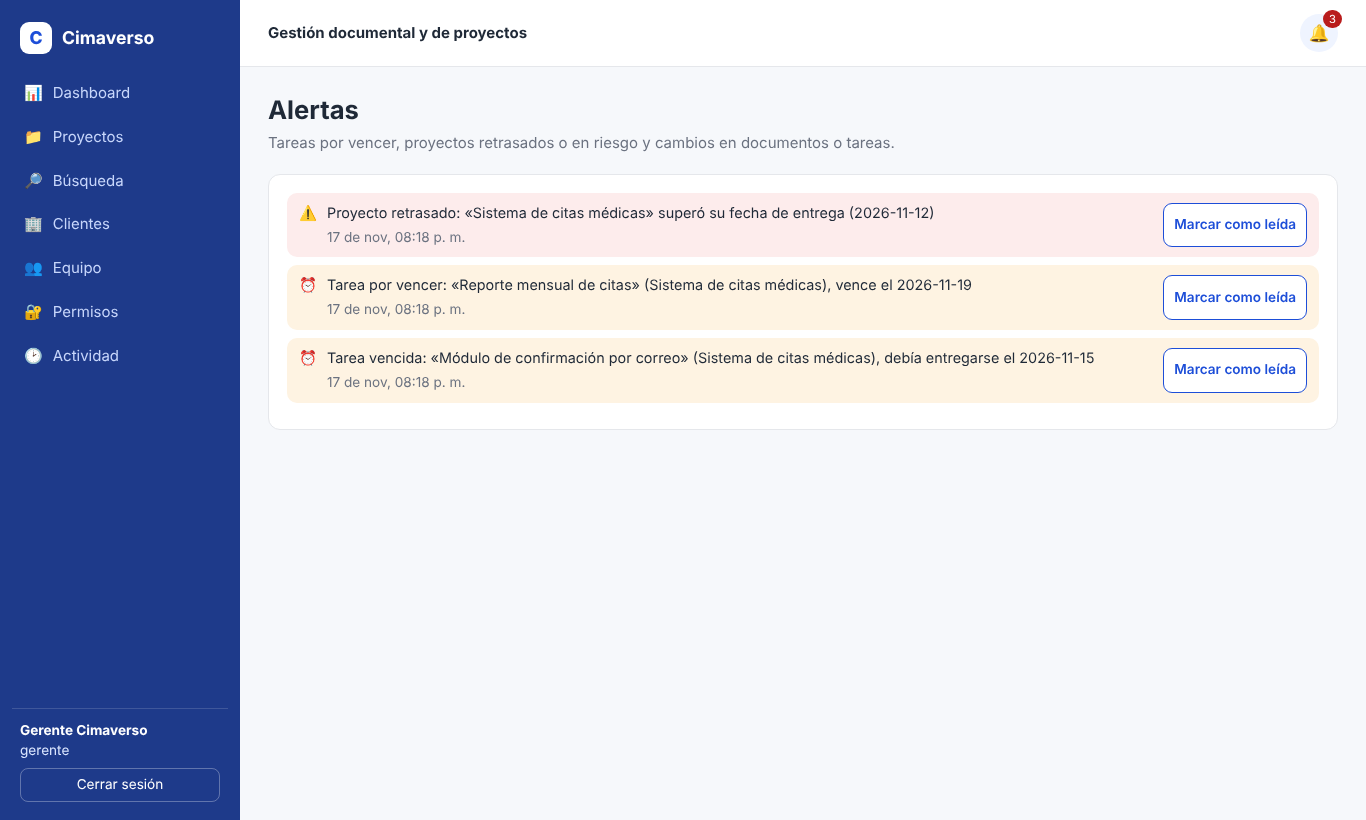 C Cimaverso
Dashboard
Proyectos
Búsqueda
Clientes
Equipo
Permisos
Actividad
Gerente Cimaverso
gerente
Cerrar sesión
Gestión documental y de proyectos
3
Alertas
Tareas por vencer, proyectos retrasados o en riesgo y cambios en documentos o tareas.
Proyecto retrasado: «Sistema de citas médicas» superó su fecha de entrega (2026-11-12)
17 de nov, 08:18 p. m.
Marcar como leída
Tarea por vencer: «Reporte mensual de citas» (Sistema de citas médicas), vence el 2026-11-19
17 de nov, 08:18 p. m.
Marcar como leída
Tarea vencida: «Módulo de confirmación por correo» (Sistema de citas médicas), debía entregarse el 2026-11-15
17 de nov, 08:18 p. m.
Marcar como leída